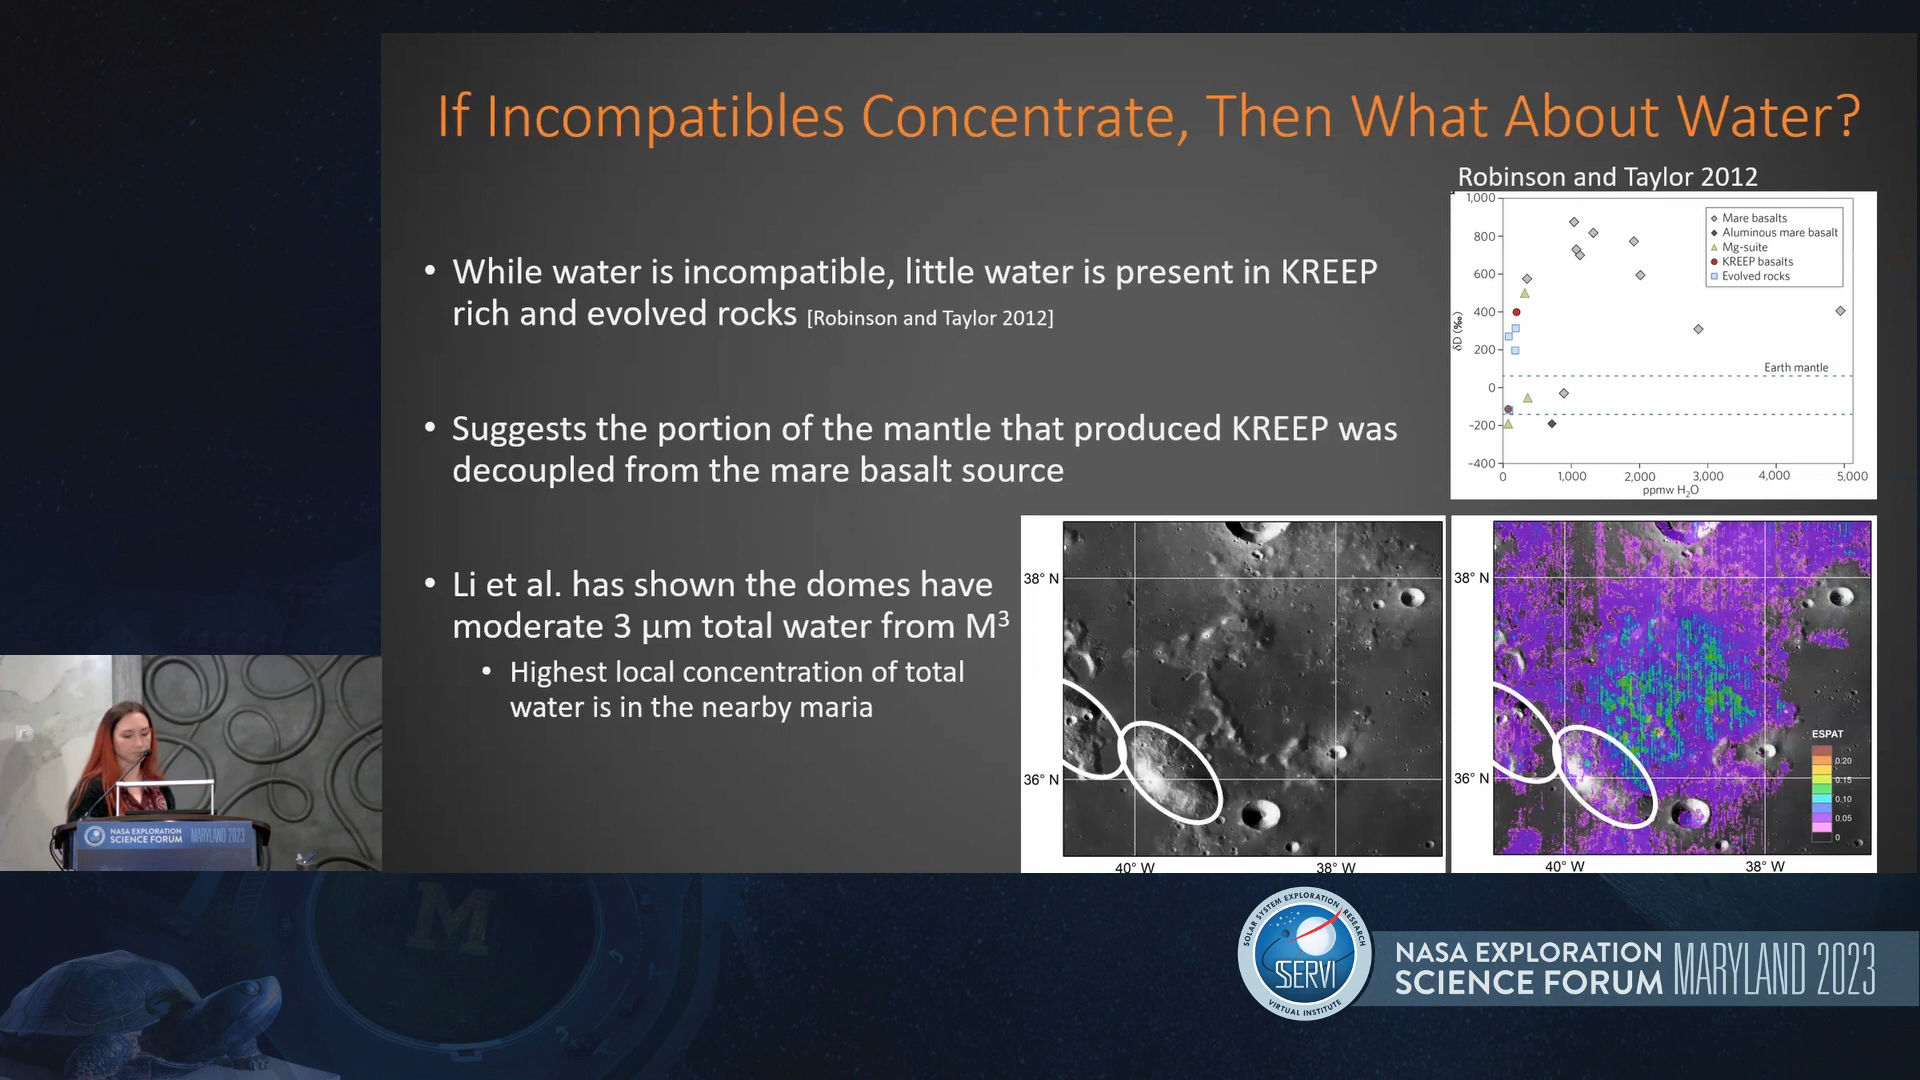 If Incompatibles Concentrate, Then What About Water?
• While water is incompatible, little water is present in KREEP
rich and evolved rocks [Robinson and Taylor 2012]
• Suggests the portion of the mantle that produced KREEP was
decoupled from the mare basalt source
• Li et al. has shown the domes have
moderate 3 µm total water from M³
• Highest local concentration of total
water is in the nearby maria
Robinson and Taylor 2012
1,000
800
600
400
200
0
-200
-400
δD (‰)
Mare basalts
Aluminous mare basalt
Mg-suite
KREEP basalts
Evolved rocks
Earth mantle
0 1,000 2,000 3,000 4,000 5,000
ppmw H₂O
38° N
36° N
40° W 38° W
38° N
36° N
40° W 38° W
ESPAT
0.20
0.15
0.10
0.05
0
NASA EXPLORATION
SCIENCE FORUM MARYLAND 2023
M
SOLAR SYSTEM EXPLORATION RESEARCH
SSERVI
VIRTUAL INSTITUTE
NASA EXPLORATION
SCIENCE FORUM MARYLAND 2023